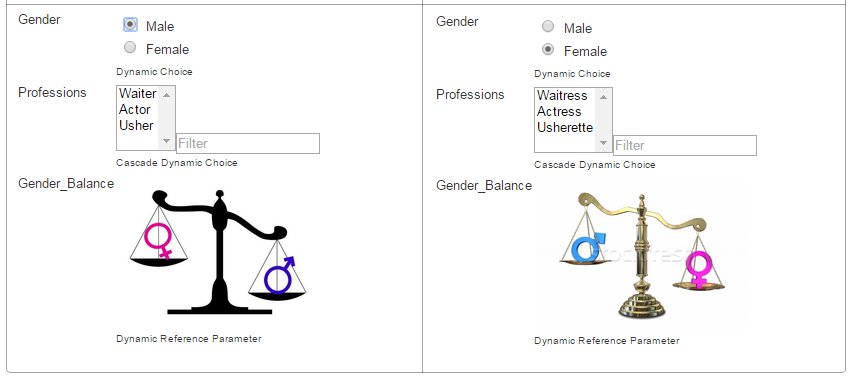 Gender
Male
Female
Dynamic Choice
Professions
Waiter
Actor
Usher
Filter
Cascade Dynamic Choice
Gender_Balance
Dynamic Reference Parameter
Gender
Male
Female
Dynamic Choice
Professions
Waitress
Actress
Usherette
Filter
Cascade Dynamic Choice
Gender_Balance
Dynamic Reference Parameter